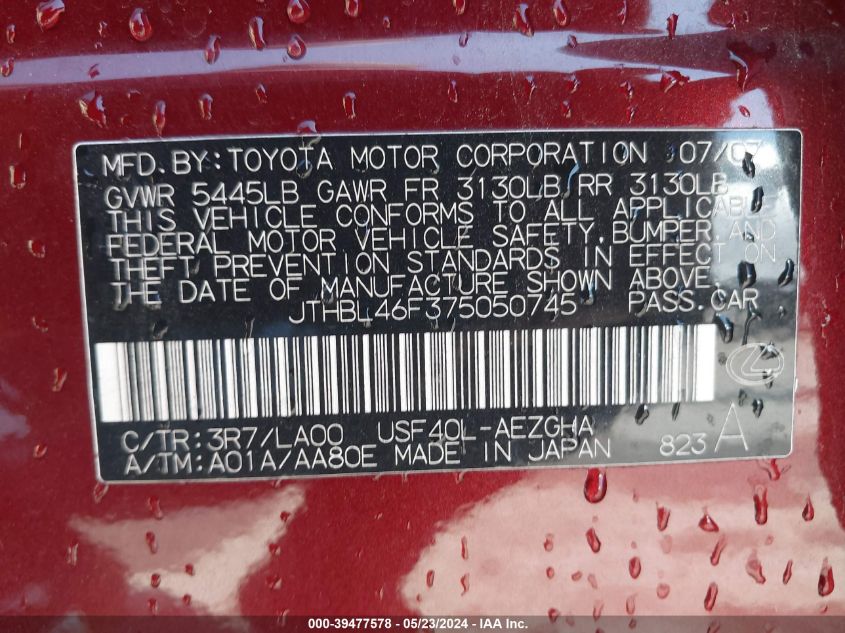 MFD. BY: TOYOTA MOTOR CORPORATION 07/07
GVWR 5445LB GAWR FR 3130LB RR 3130LB
THIS VEHICLE CONFORMS TO ALL APPLICABLE
FEDERAL MOTOR VEHICLE SAFETY, BUMPER, AND
THEFT PREVENTION STANDARDS IN EFFECT ON
THE DATE OF MANUFACTURE SHOWN ABOVE.
JTHBL46F375050745 PASS. CAR
C/TR: 3R7/LA00 USF40L-AEZGHA
A/TM: A01A/AA80E MADE IN JAPAN 823 A
000-39477578 - 05/23/2024 - IAA Inc.